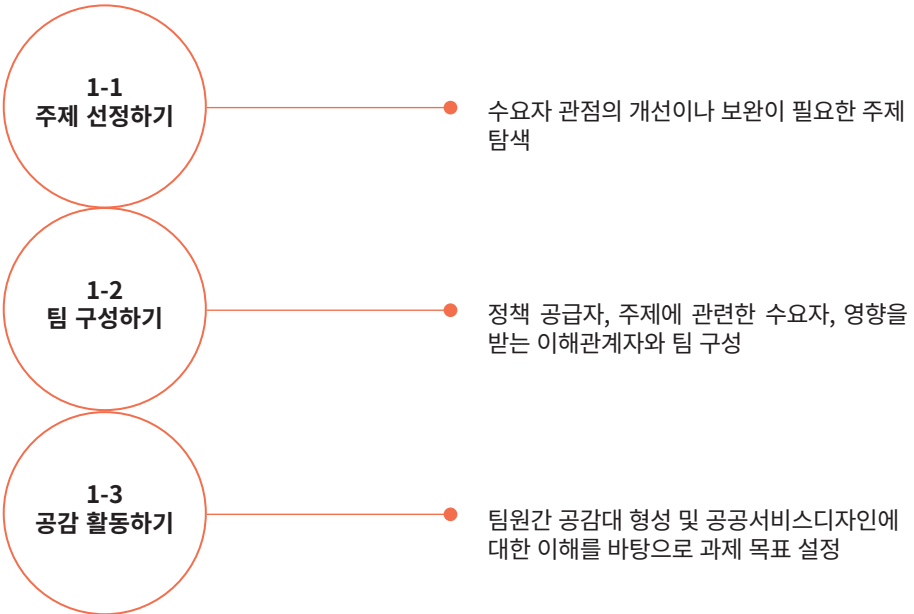 1-1
주제 선정하기
수요자 관점의 개선이나 보완이 필요한 주제
탐색
1-2
팀 구성하기
정책 공급자, 주제에 관련한 수요자, 영향을
받는 이해관계자와 팀 구성
1-3
공감 활동하기
팀원간 공감대 형성 및 공공서비스디자인에
대한 이해를 바탕으로 과제 목표 설정